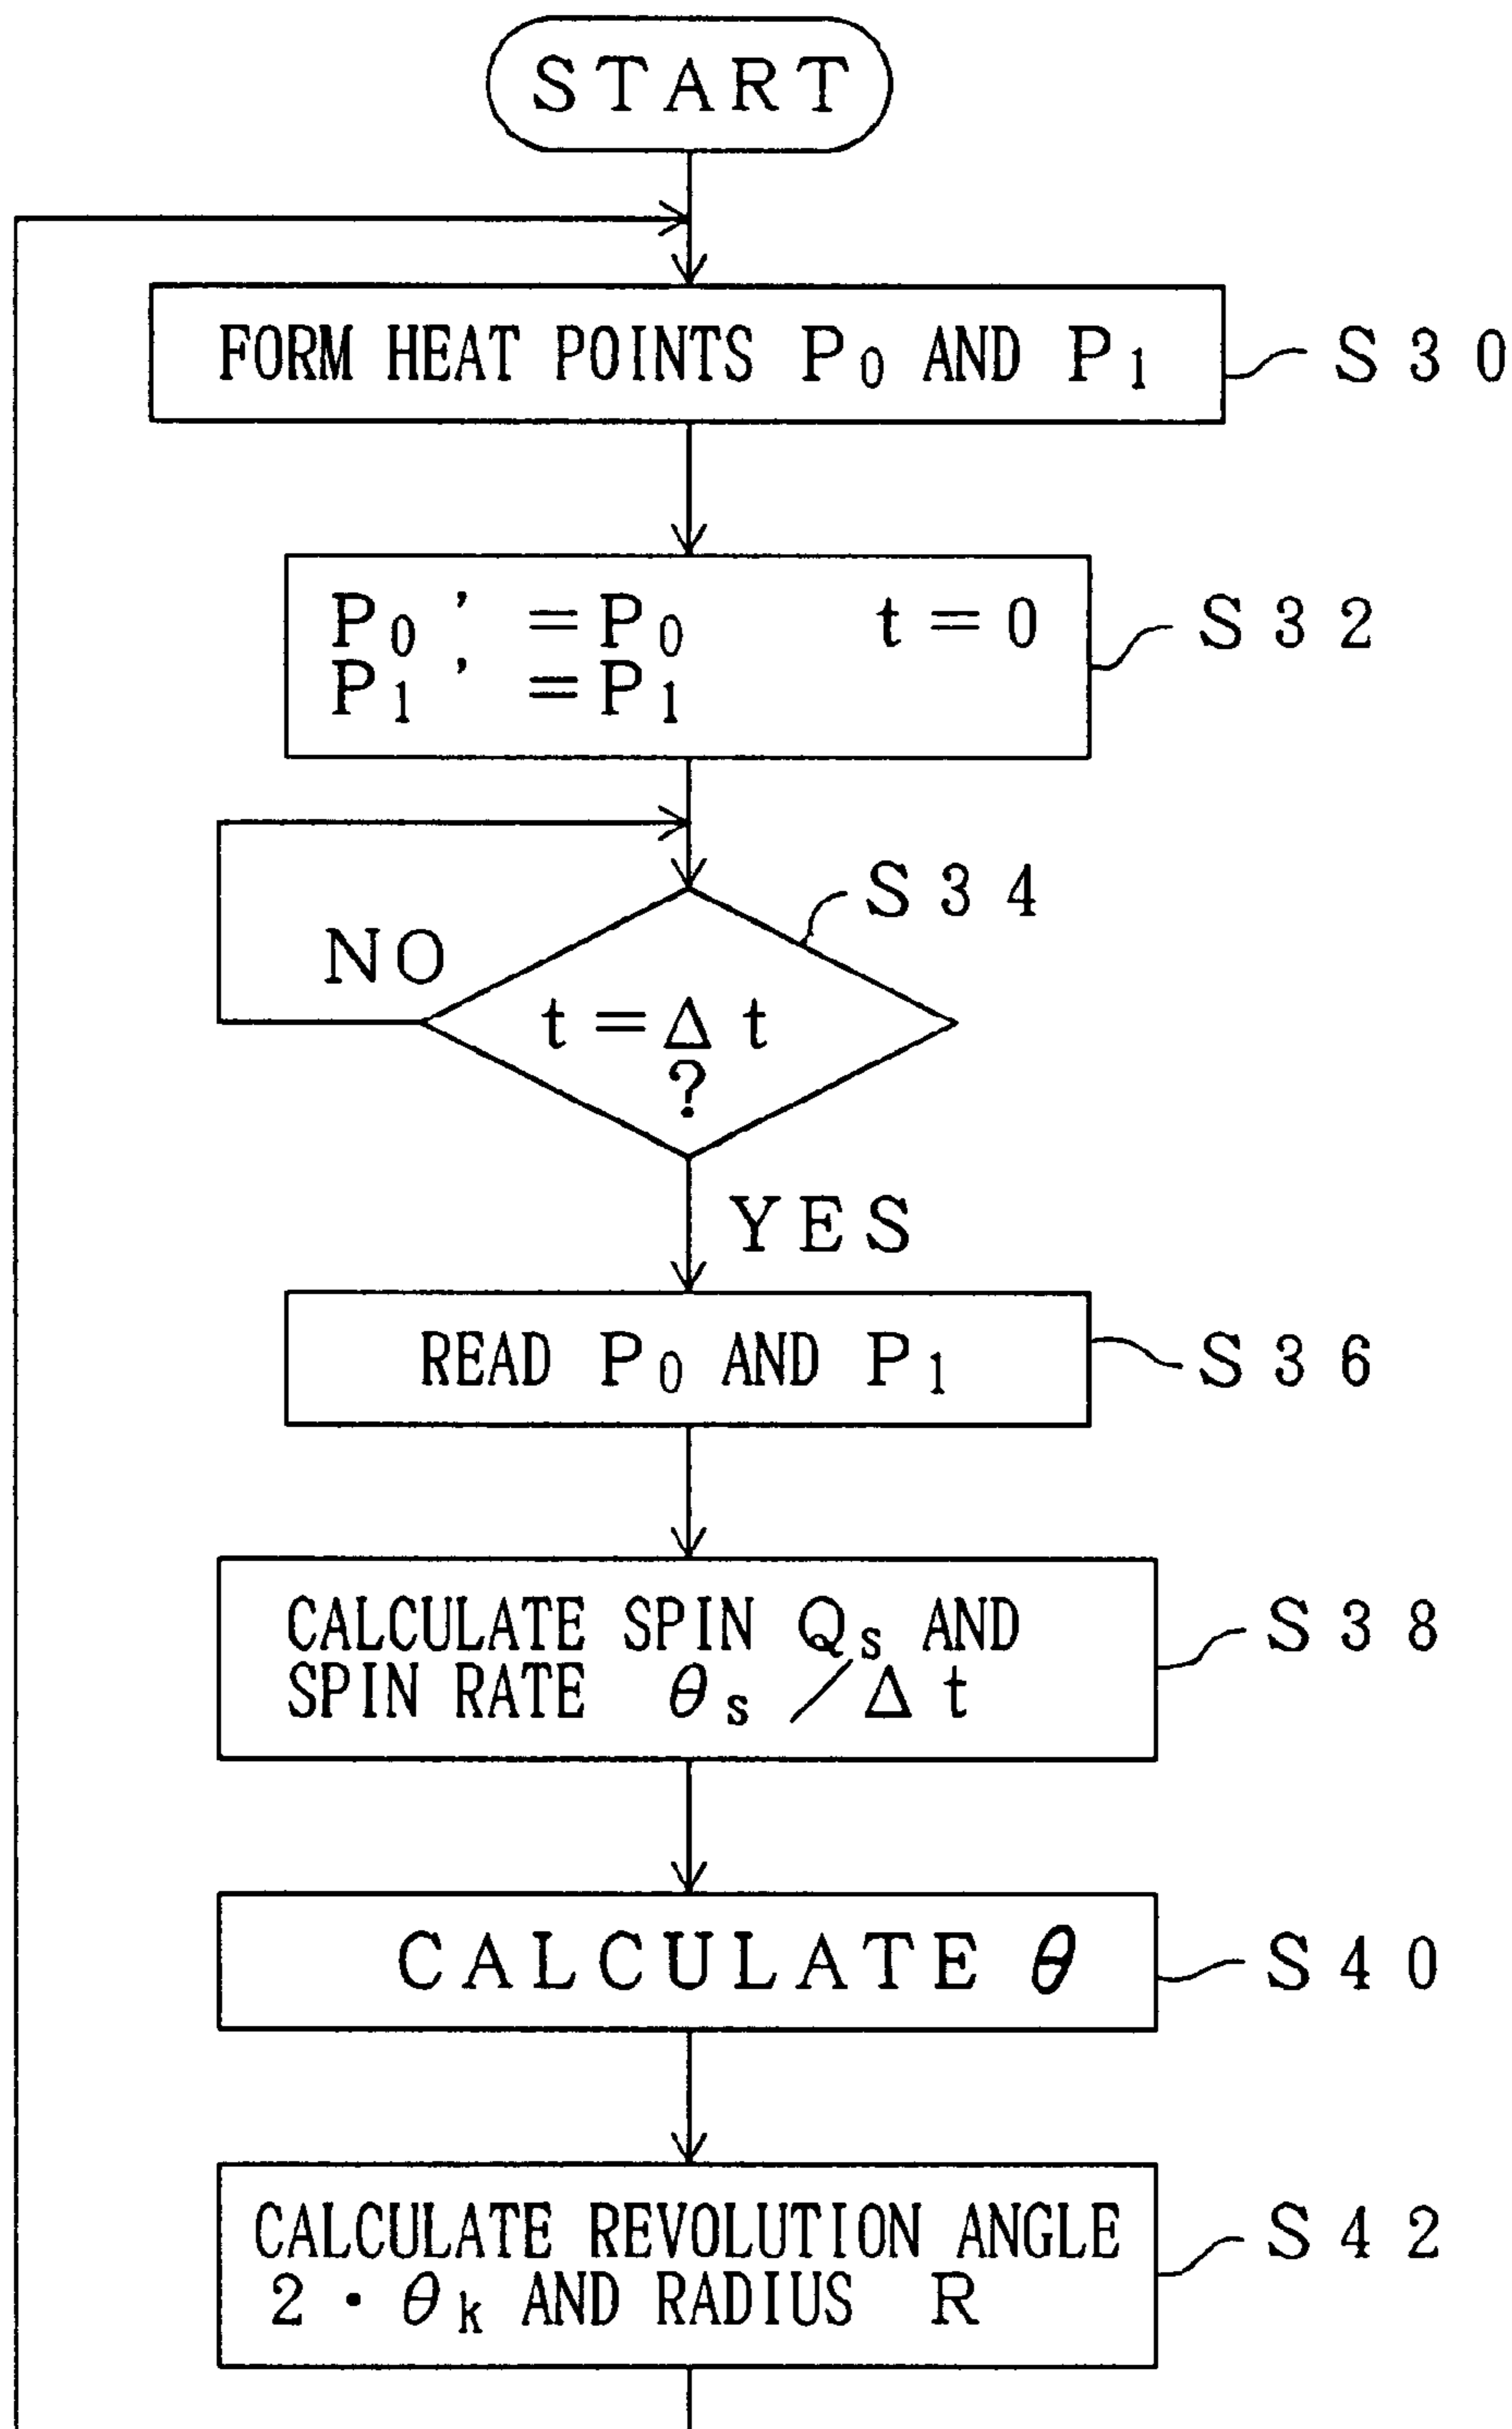 START
FORM HEAT POINTS P₀ AND P₁
S30
P₀' = P₀ t = 0
P₁' = P₁
S32
S34
NO
t = Δt
?
YES
READ P₀ AND P₁
S36
CALCULATE SPIN Qₛ AND
SPIN RATE θₛ/Δt
S38
CALCULATE θ
S40
CALCULATE REVOLUTION ANGLE
2・θₖ AND RADIUS R
S42